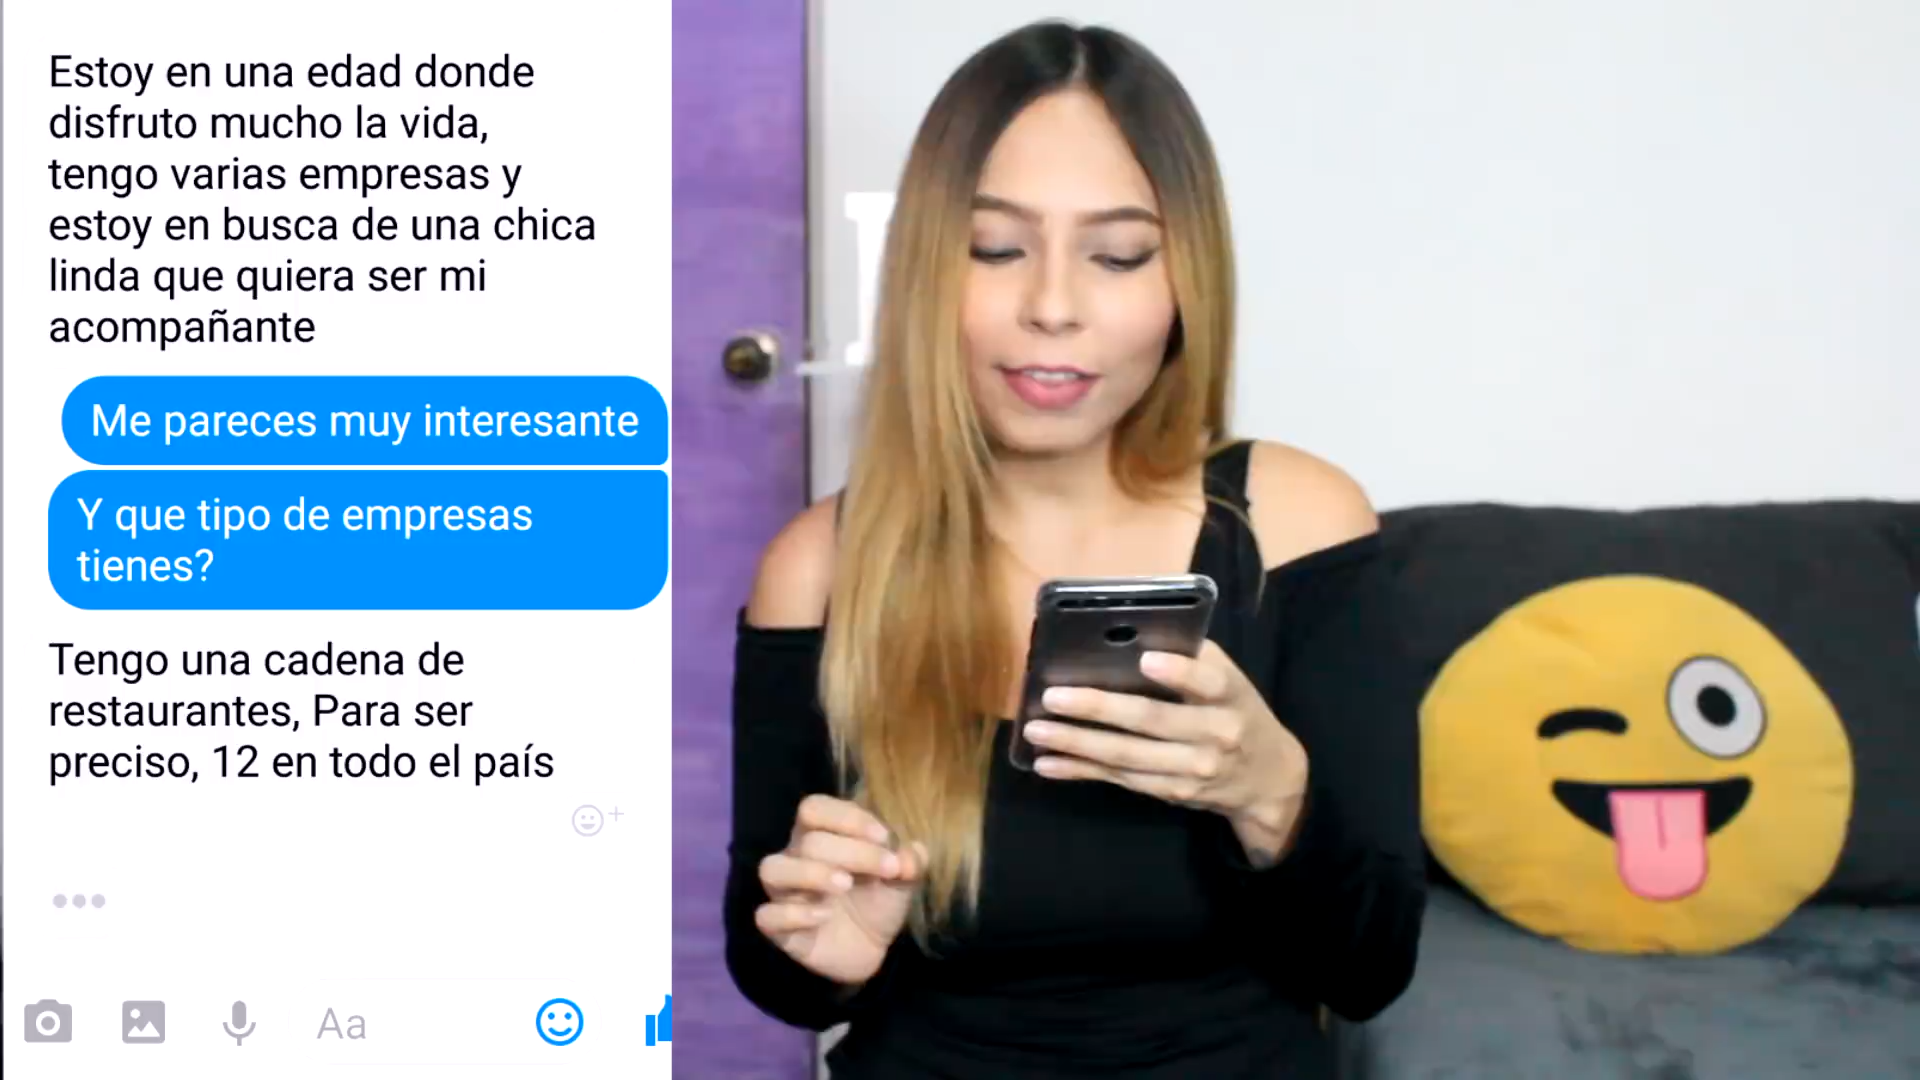 Estoy en una edad donde
disfruto mucho la vida,
tengo varias empresas y
estoy en busca de una chica
linda que quiera ser mi
acompañante
Me pareces muy interesante
Y que tipo de empresas
tienes?
Tengo una cadena de
restaurantes, Para ser
preciso, 12 en todo el país
Aa